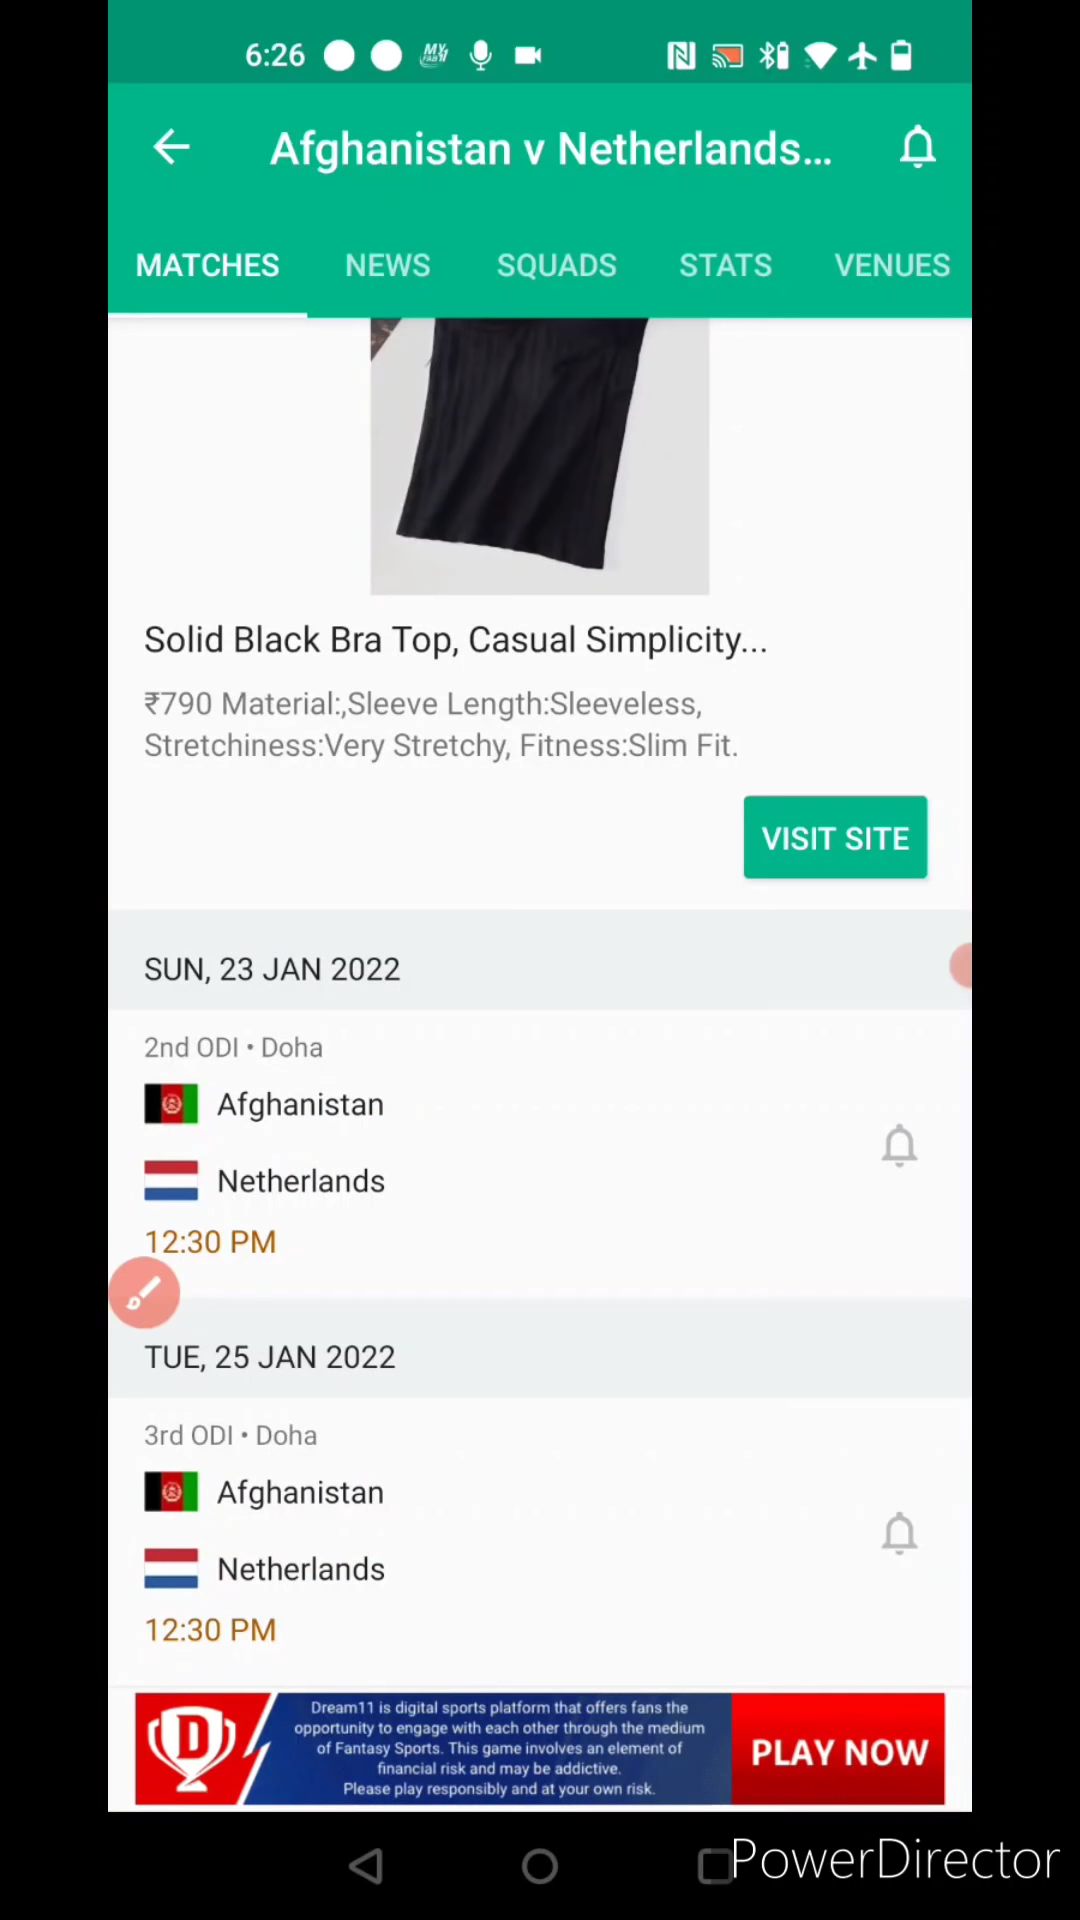 6:26
MY FAB11
Afghanistan v Netherlands...
MATCHES NEWS SQUADS STATS VENUES
Solid Black Bra Top, Casual Simplicity...
₹790 Material:,Sleeve Length:Sleeveless,
Stretchiness:Very Stretchy, Fitness:Slim Fit.
VISIT SITE
SUN, 23 JAN 2022
2nd ODI • Doha
Afghanistan
Netherlands
12:30 PM
TUE, 25 JAN 2022
3rd ODI • Doha
Afghanistan
Netherlands
12:30 PM
D
Dream11 is digital sports platform that offers fans the
opportunity to engage with each other through the medium
of Fantasy Sports. This game involves an element of
financial risk and may be addictive.
Please play responsibly and at your own risk.
PLAY NOW
PowerDirector